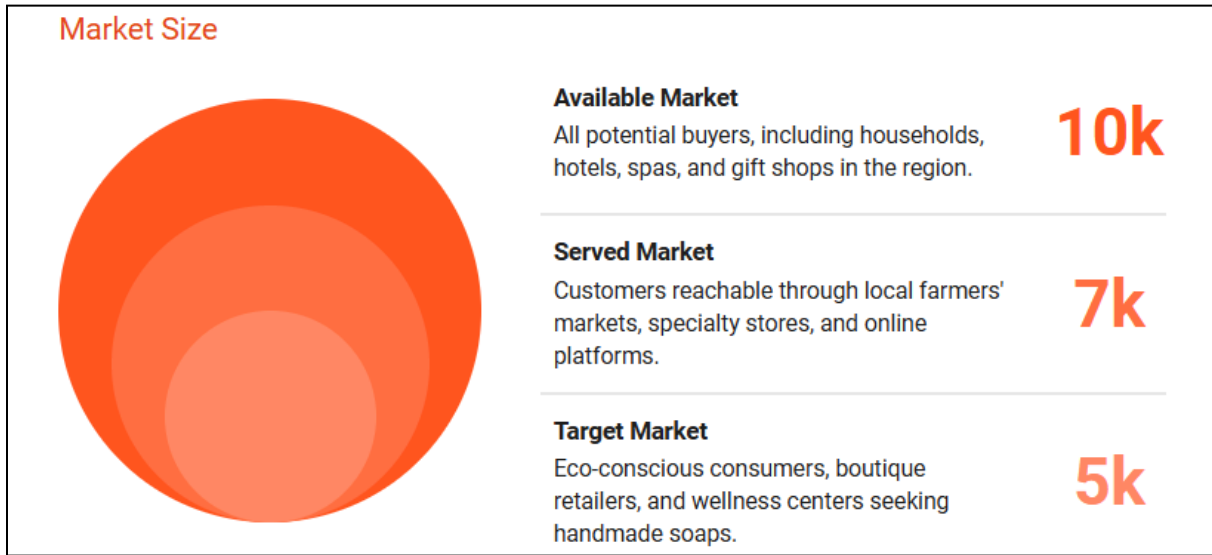 Market Size
Available Market
All potential buyers, including households,
hotels, spas, and gift shops in the region.
10k
Served Market
Customers reachable through local farmers'
markets, specialty stores, and online
platforms.
7k
Target Market
Eco-conscious consumers, boutique
retailers, and wellness centers seeking
handmade soaps.
5k